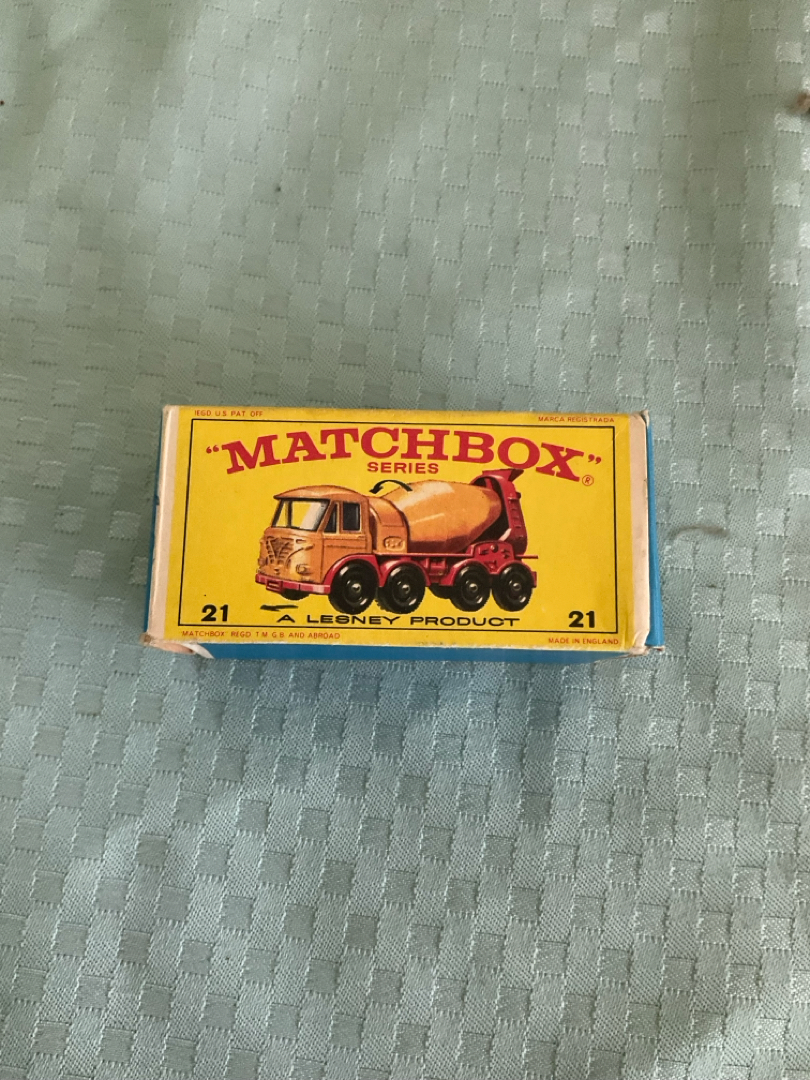 REGD. U.S. PAT. OFF. MARCA REGISTRADA
"MATCHBOX"®
SERIES
21 A LESNEY PRODUCT 21
'MATCHBOX' REGD. T.M. G.B. AND ABROAD MADE IN ENGLAND